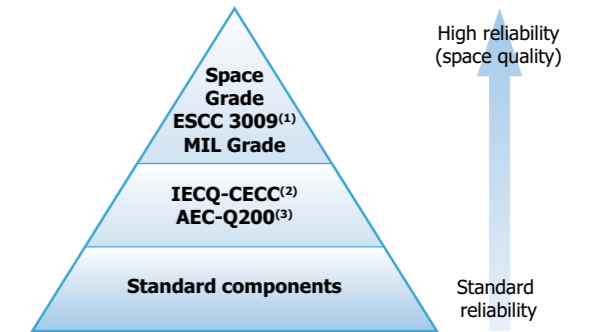 Space
Grade
ESCC 3009(1)
MIL Grade
IECQ-CECC(2)
AEC-Q200(3)
Standard components
High reliability
(space quality)
Standard
reliability